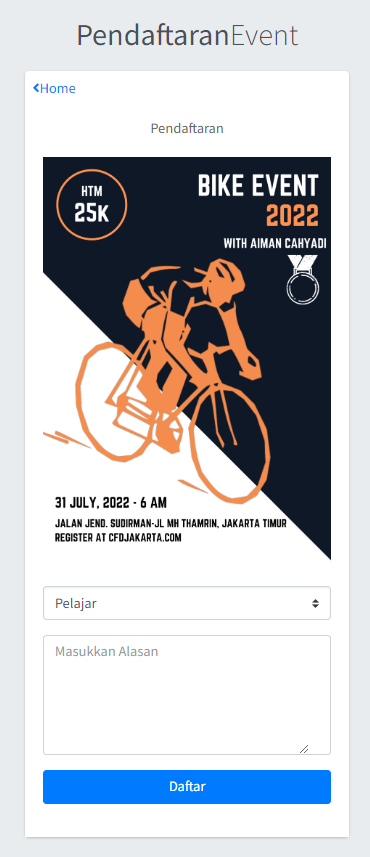 PendaftaranEvent
Home
Pendaftaran
HTM
25K
BIKE EVENT
2022
WITH AIMAN CAHYADI
31 JULY, 2022 - 6 AM
JALAN JEND. SUDIRMAN-JL MH THAMRIN, JAKARTA TIMUR
REGISTER AT CFDJAKARTA.COM
Pelajar
Masukkan Alasan
Daftar